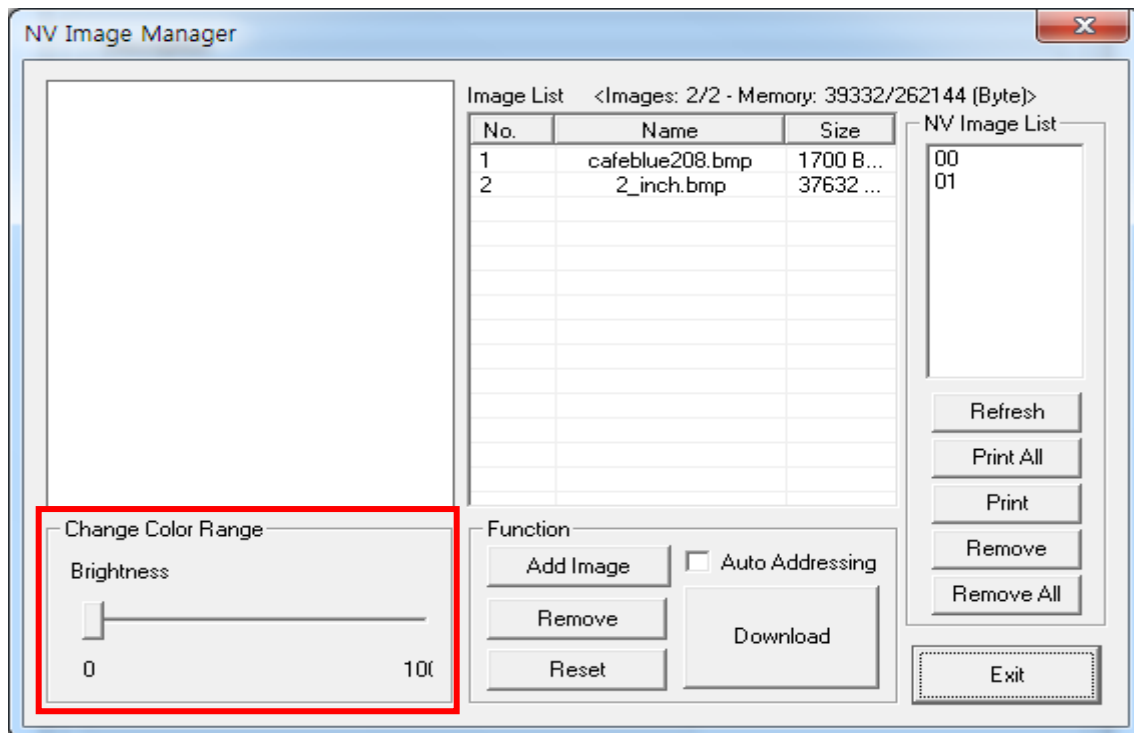 NV Image Manager
Image List <Images: 2/2 - Memory: 39332/262144 (Byte)>
No. Name Size
1 cafeblue208.bmp 1700 B...
2 2_inch.bmp 37632 ...
NV Image List
00
01
Refresh
Print All
Print
Remove
Remove All
Change Color Range
Brightness
0 100
Function
Add Image
Auto Addressing
Remove
Download
Reset
Exit